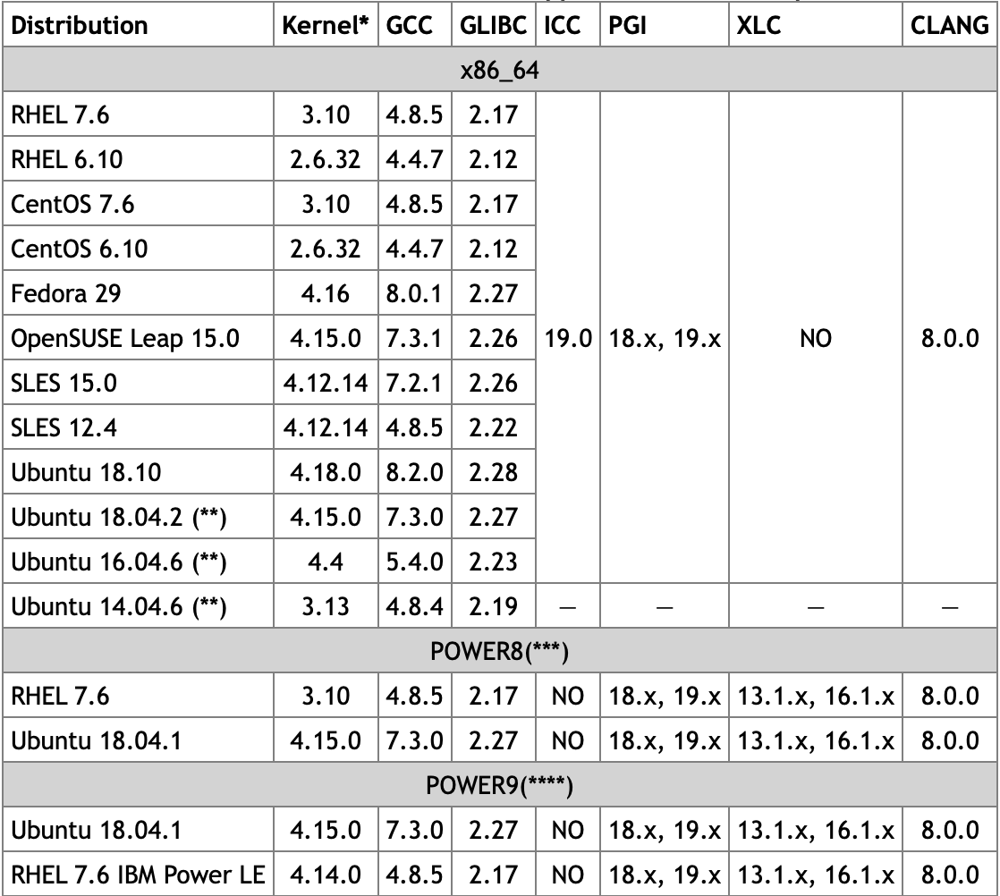 Distribution Kernel* GCC GLIBC ICC PGI XLC CLANG
x86_64
RHEL 7.6 3.10 4.8.5 2.17
RHEL 6.10 2.6.32 4.4.7 2.12
CentOS 7.6 3.10 4.8.5 2.17
CentOS 6.10 2.6.32 4.4.7 2.12
Fedora 29 4.16 8.0.1 2.27
OpenSUSE Leap 15.0 4.15.0 7.3.1 2.26 19.0 18.x, 19.x NO 8.0.0
SLES 15.0 4.12.14 7.2.1 2.26
SLES 12.4 4.12.14 4.8.5 2.22
Ubuntu 18.10 4.18.0 8.2.0 2.28
Ubuntu 18.04.2 (**) 4.15.0 7.3.0 2.27
Ubuntu 16.04.6 (**) 4.4 5.4.0 2.23
Ubuntu 14.04.6 (**) 3.13 4.8.4 2.19 — — — —
POWER8(***)
RHEL 7.6 3.10 4.8.5 2.17 NO 18.x, 19.x 13.1.x, 16.1.x 8.0.0
Ubuntu 18.04.1 4.15.0 7.3.0 2.27 NO 18.x, 19.x 13.1.x, 16.1.x 8.0.0
POWER9(****)
Ubuntu 18.04.1 4.15.0 7.3.0 2.27 NO 18.x, 19.x 13.1.x, 16.1.x 8.0.0
RHEL 7.6 IBM Power LE 4.14.0 4.8.5 2.17 NO 18.x, 19.x 13.1.x, 16.1.x 8.0.0